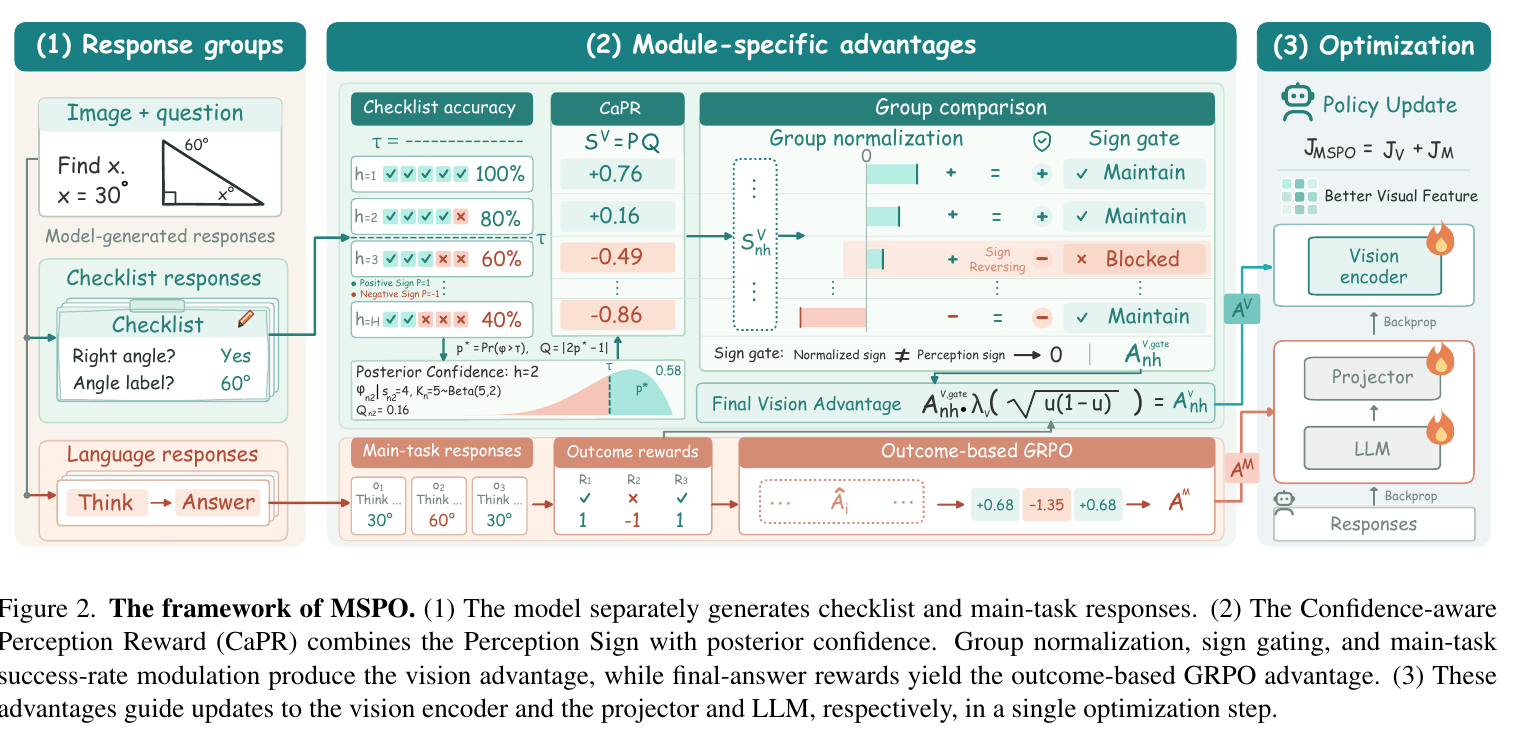 (1) Response groups
Image + question
Find x.
x = 30°
60°
x°
Model-generated responses
Checklist responses
Checklist
Right angle? Yes
Angle label? 60°
Language responses
Think → Answer
(2) Module-specific advantages
Checklist accuracy
τ = --------------
h=1 ✓ ✓ ✓ ✓ ✓ 100%
h=2 ✓ ✓ ✓ ✓ × 80%
τ
h=3 ✓ ✓ ✓ × × 60%
• Positive Sign P=1
• Negative Sign P=-1
⋮
h=H ✓ ✓ × × × 40%
CaPR
S^V = PQ
+0.76
+0.16
-0.49
⋮
-0.86
p* = Pr(φ>τ), Q = |2p*-1|
Posterior Confidence: h=2
φ_n2 | s_n2=4, K_n=5~Beta(5,2)
Q_n2 = 0.16
τ
p*
0.58
Group comparison
Group normalization Sign gate
0
⋮
S^V_nh
⋮
+ = + ✓ Maintain
+ = + ✓ Maintain
+ Sign Reversing − × Blocked
⋮ ⋮ ⋮
− = − ✓ Maintain
Sign gate: Normalized sign ≠ Perception sign → 0 | A^V,gate_nh
Final Vision Advantage A^V,gate_nh • λ_v( √u(1-u) ) = A^V_nh
Main-task responses
o₁ o₂ o₃
Think ... Think ... Think ...
30° 60° 30°
Outcome rewards
R₁ R₂ R₃
✓ × ✓
1 -1 1
Outcome-based GRPO
... Â_i ...
+0.68 -1.35 +0.68 → A^M
A^V
A^M
(3) Optimization
Policy Update
J_MSPO = J_V + J_M
Better Visual Feature
Vision
encoder
Backprop
Projector
LLM
Backprop
Responses
Figure 2. The framework of MSPO. (1) The model separately generates checklist and main-task responses. (2) The Confidence-aware
Perception Reward (CaPR) combines the Perception Sign with posterior confidence. Group normalization, sign gating, and main-task
success-rate modulation produce the vision advantage, while final-answer rewards yield the outcome-based GRPO advantage. (3) These
advantages guide updates to the vision encoder and the projector and LLM, respectively, in a single optimization step.